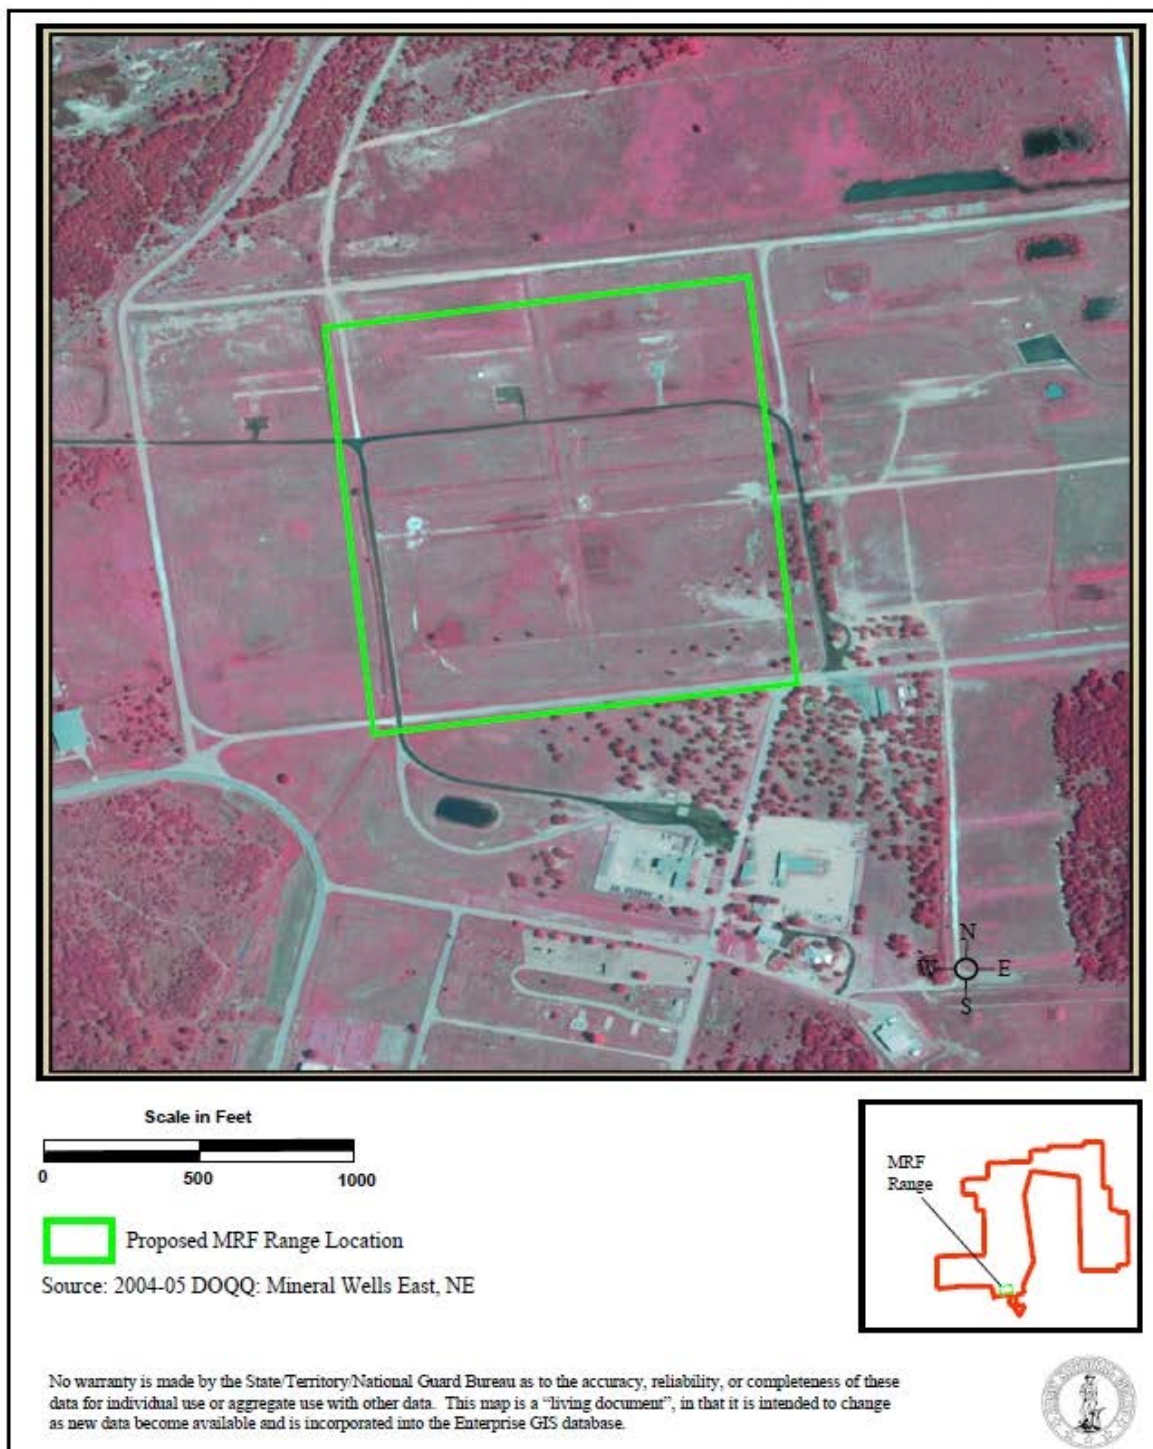 N
W E
S
Scale in Feet
0 500 1000
MRF
Range
Proposed MRF Range Location
Source: 2004-05 DOQQ: Mineral Wells East, NE
No warranty is made by the State/Territory/National Guard Bureau as to the accuracy, reliability, or completeness of these
data for individual use or aggregate use with other data. This map is a “living document”, in that it is intended to change
as new data become available and is incorporated into the Enterprise GIS database.